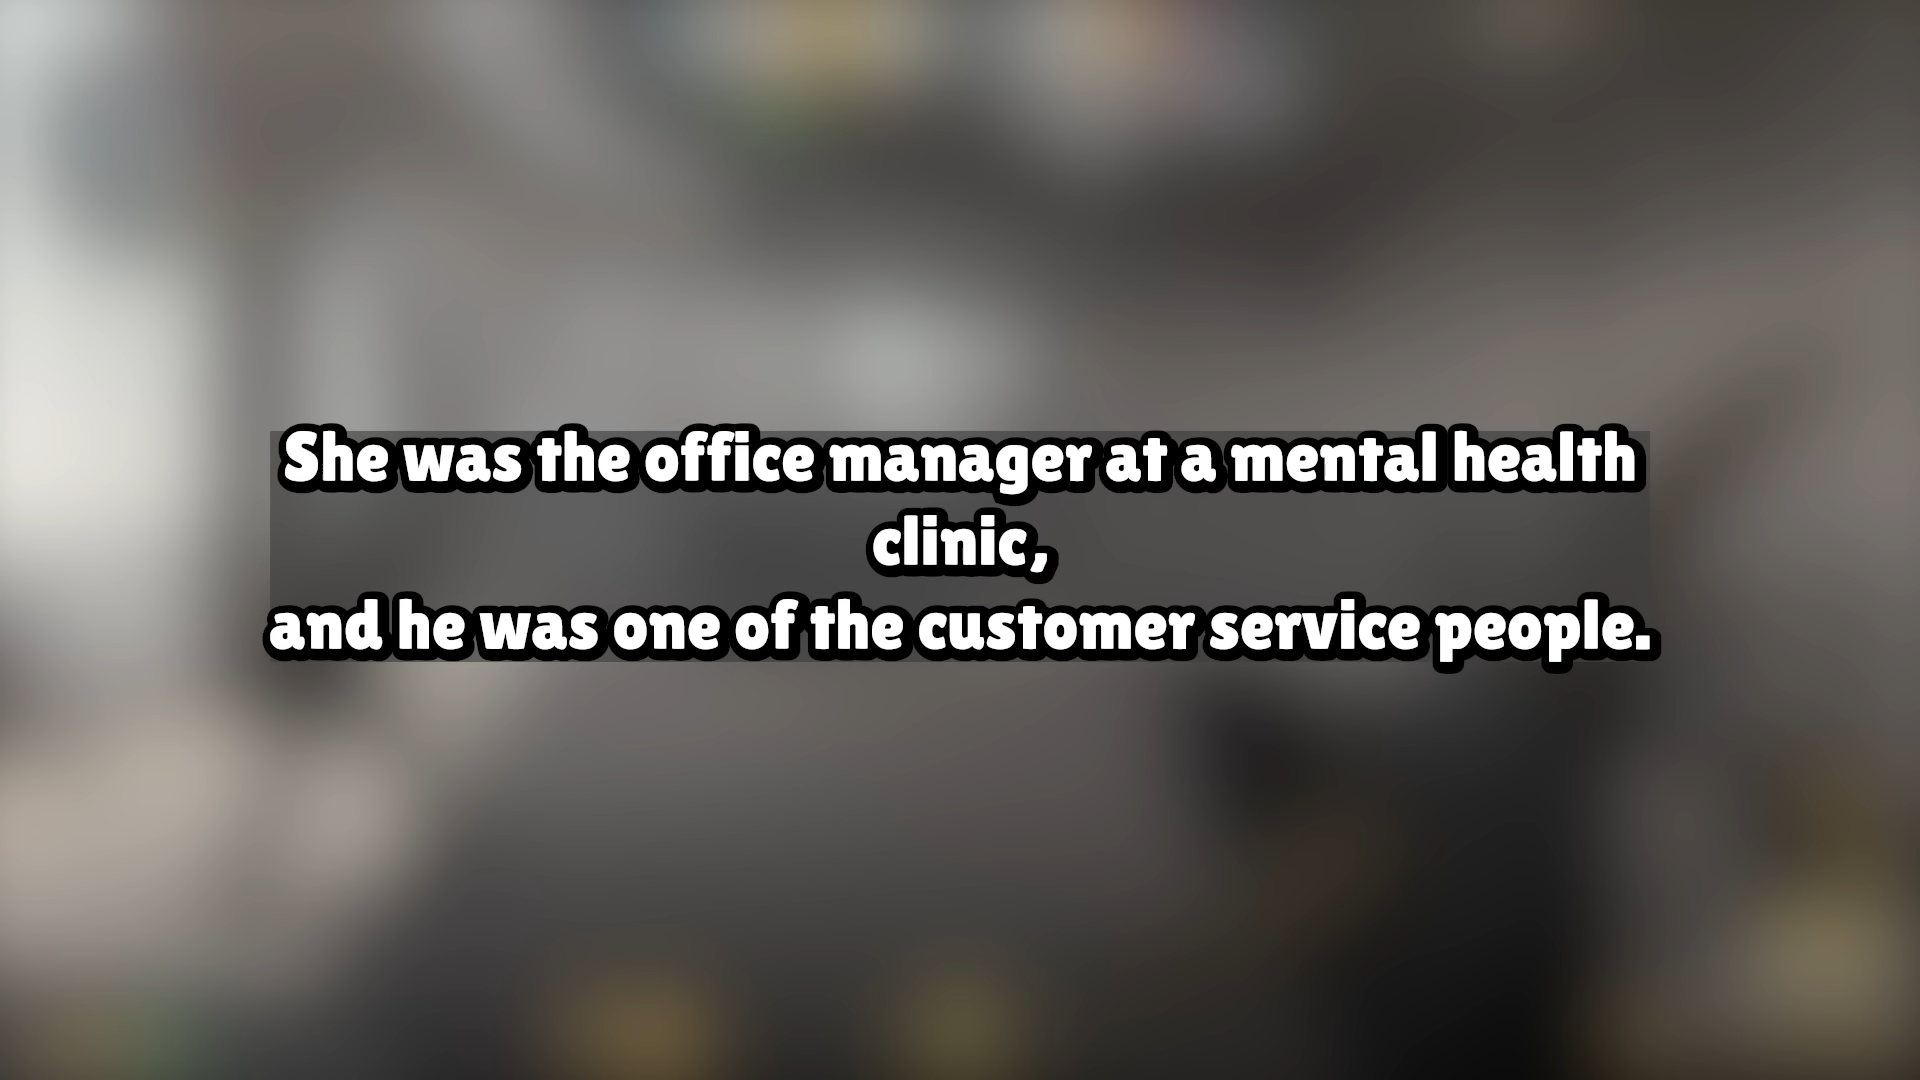 She was the office manager at a mental health
clinic,
and he was one of the customer service people.